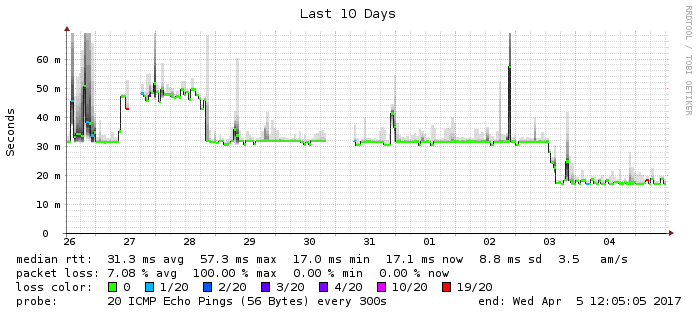 Last 10 Days
RRDTOOL / TOBI OETIKER
Seconds
60 m
50 m
40 m
30 m
20 m
10 m
0
26 27 28 29 30 31 01 02 03 04
median rtt: 31.3 ms avg 57.3 ms max 17.0 ms min 17.1 ms now 8.8 ms sd 3.5 am/s
packet loss: 7.08 % avg 100.00 % max 0.00 % min 0.00 % now
loss color: 0 1/20 2/20 3/20 4/20 10/20 19/20
probe: 20 ICMP Echo Pings (56 Bytes) every 300s end: Wed Apr 5 12:05:05 2017